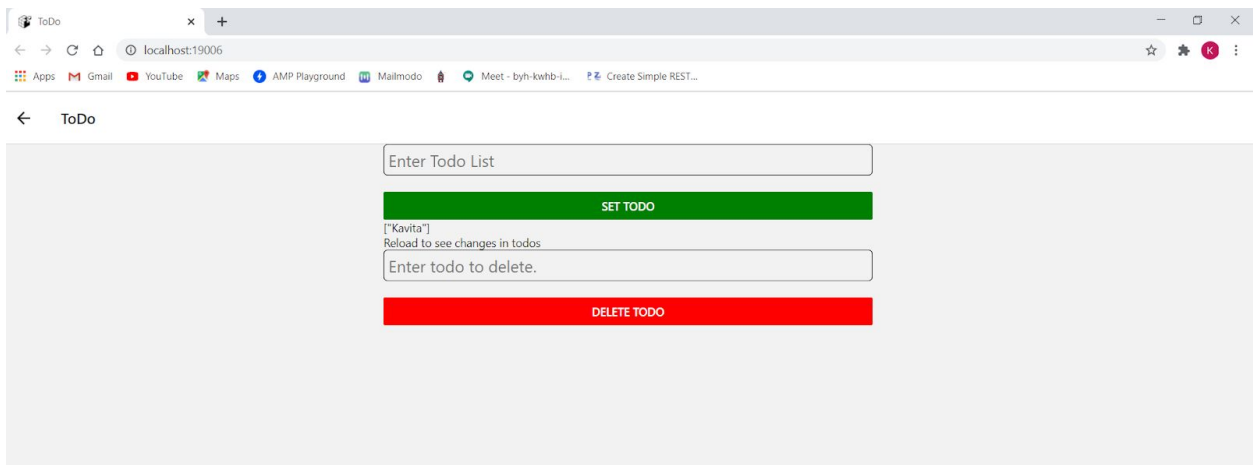 ToDo
localhost:19006
K
Apps Gmail YouTube Maps AMP Playground Mailmodo Meet - byh-kwhb-i... Create Simple REST...
ToDo
Enter Todo List
SET TODO
["Kavita"]
Reload to see changes in todos
Enter todo to delete.
DELETE TODO